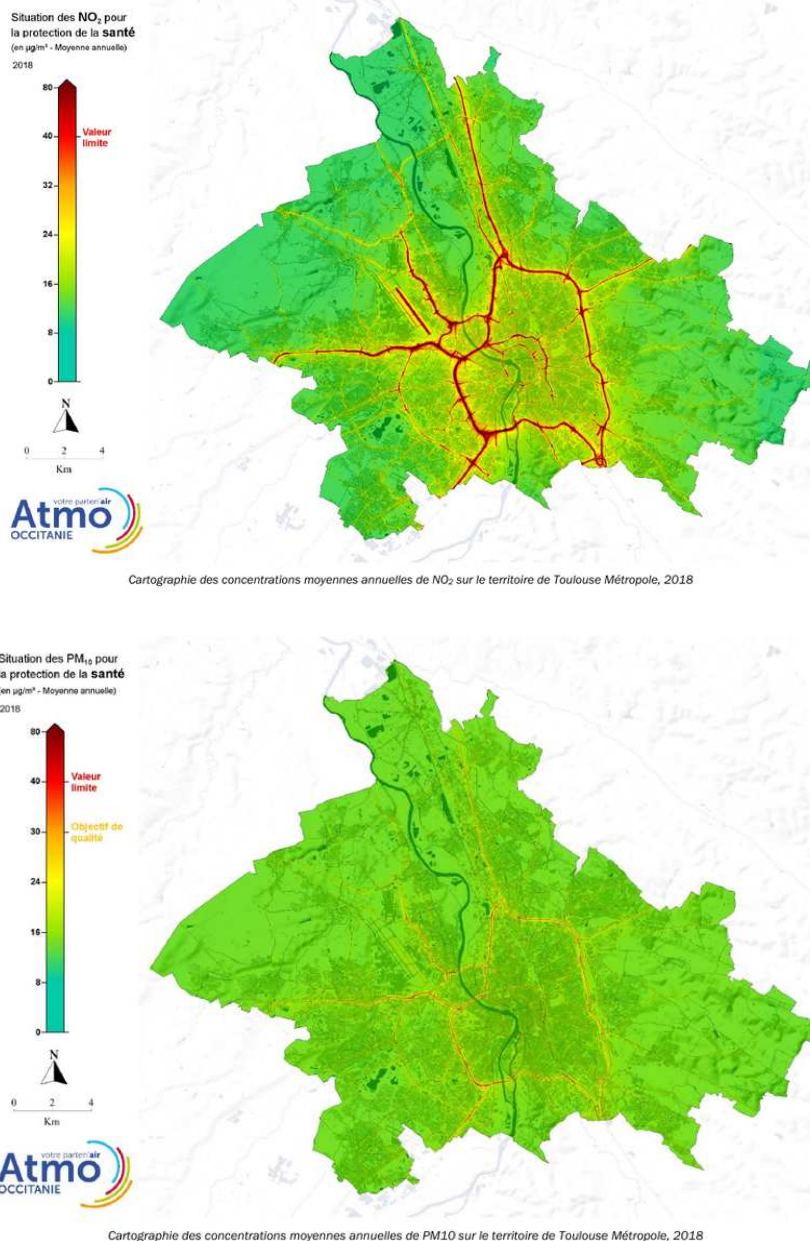 Situation des NO₂ pour
la protection de la santé
(en µg/m³ - Moyenne annuelle)
2018
80
40
Valeur
limite
32
24
16
8
0
N
0 2 4
Km
votre parten'air
Atmo
OCCITANIE
Cartographie des concentrations moyennes annuelles de NO₂ sur le territoire de Toulouse Métropole, 2018
Situation des PM₁₀ pour
la protection de la santé
(en µg/m³ - Moyenne annuelle)
2018
80
40
Valeur
limite
30
Objectif de
qualité
24
16
8
0
N
0 2 4
Km
votre parten'air
Atmo
OCCITANIE
Cartographie des concentrations moyennes annuelles de PM10 sur le territoire de Toulouse Métropole, 2018